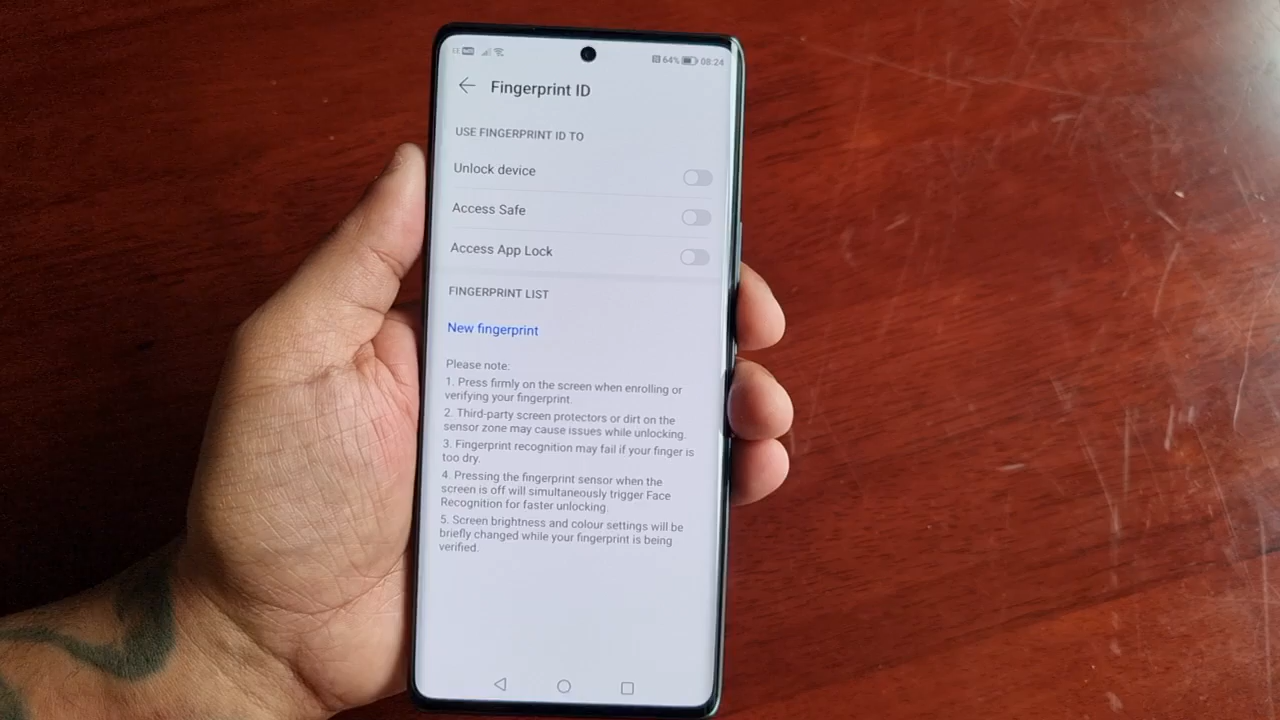 64% 08:24
Fingerprint ID
USE FINGERPRINT ID TO
Unlock device
Access Safe
Access App Lock
FINGERPRINT LIST
New fingerprint
Please note:
1. Press firmly on the screen when enrolling or
verifying your fingerprint.
2. Third-party screen protectors or dirt on the
sensor zone may cause issues while unlocking.
3. Fingerprint recognition may fail if your finger is
too dry.
4. Pressing the fingerprint sensor when the
screen is off will simultaneously trigger Face
Recognition for faster unlocking.
5. Screen brightness and colour settings will be
briefly changed while your fingerprint is being
verified.